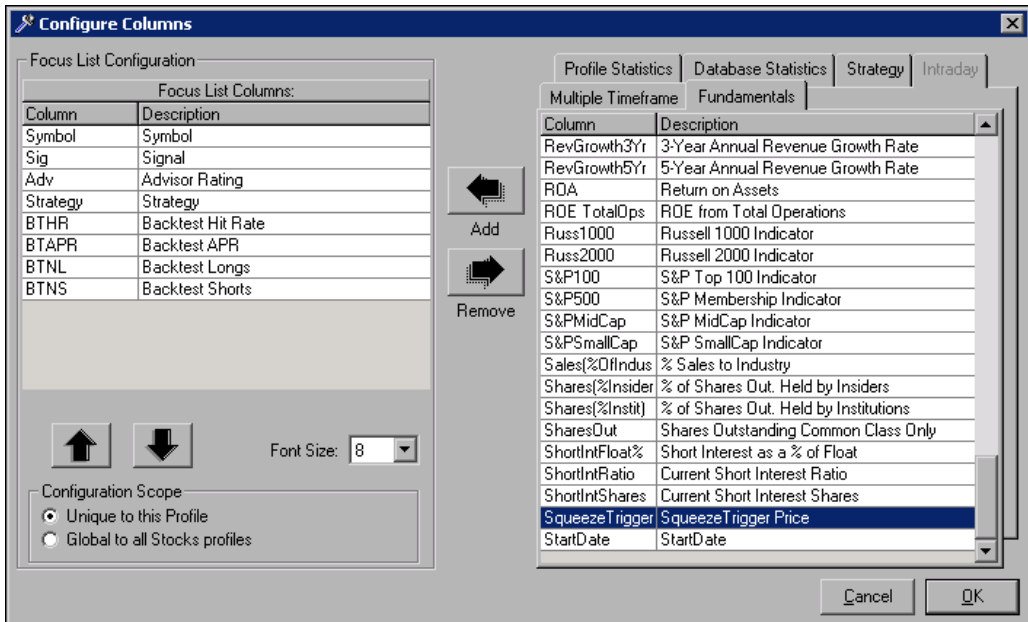 Configure Columns
Focus List Configuration
Focus List Columns:
Column Description
Symbol Symbol
Sig Signal
Adv Advisor Rating
Strategy Strategy
BTHR Backtest Hit Rate
BTAPR Backtest APR
BTNL Backtest Longs
BTNS Backtest Shorts
Font Size: 8
Configuration Scope
Unique to this Profile
Global to all Stocks profiles
Add
Remove
Profile Statistics Database Statistics Strategy Intraday
Multiple Timeframe Fundamentals
Column Description
RevGrowth3Yr 3-Year Annual Revenue Growth Rate
RevGrowth5Yr 5-Year Annual Revenue Growth Rate
ROA Return on Assets
ROE TotalOps ROE from Total Operations
Russ1000 Russell 1000 Indicator
Russ2000 Russell 2000 Indicator
S&P100 S&P Top 100 Indicator
S&P500 S&P Membership Indicator
S&PMidCap S&P MidCap Indicator
S&PSmallCap S&P SmallCap Indicator
Sales(%OfIndus % Sales to Industry
Shares(%Insider % of Shares Out. Held by Insiders
Shares(%Instit) % of Shares Out. Held by Institutions
SharesOut Shares Outstanding Common Class Only
ShortIntFloat% Short Interest as a % of Float
ShortIntRatio Current Short Interest Ratio
ShortIntShares Current Short Interest Shares
SqueezeTrigger SqueezeTrigger Price
StartDate StartDate
Cancel OK